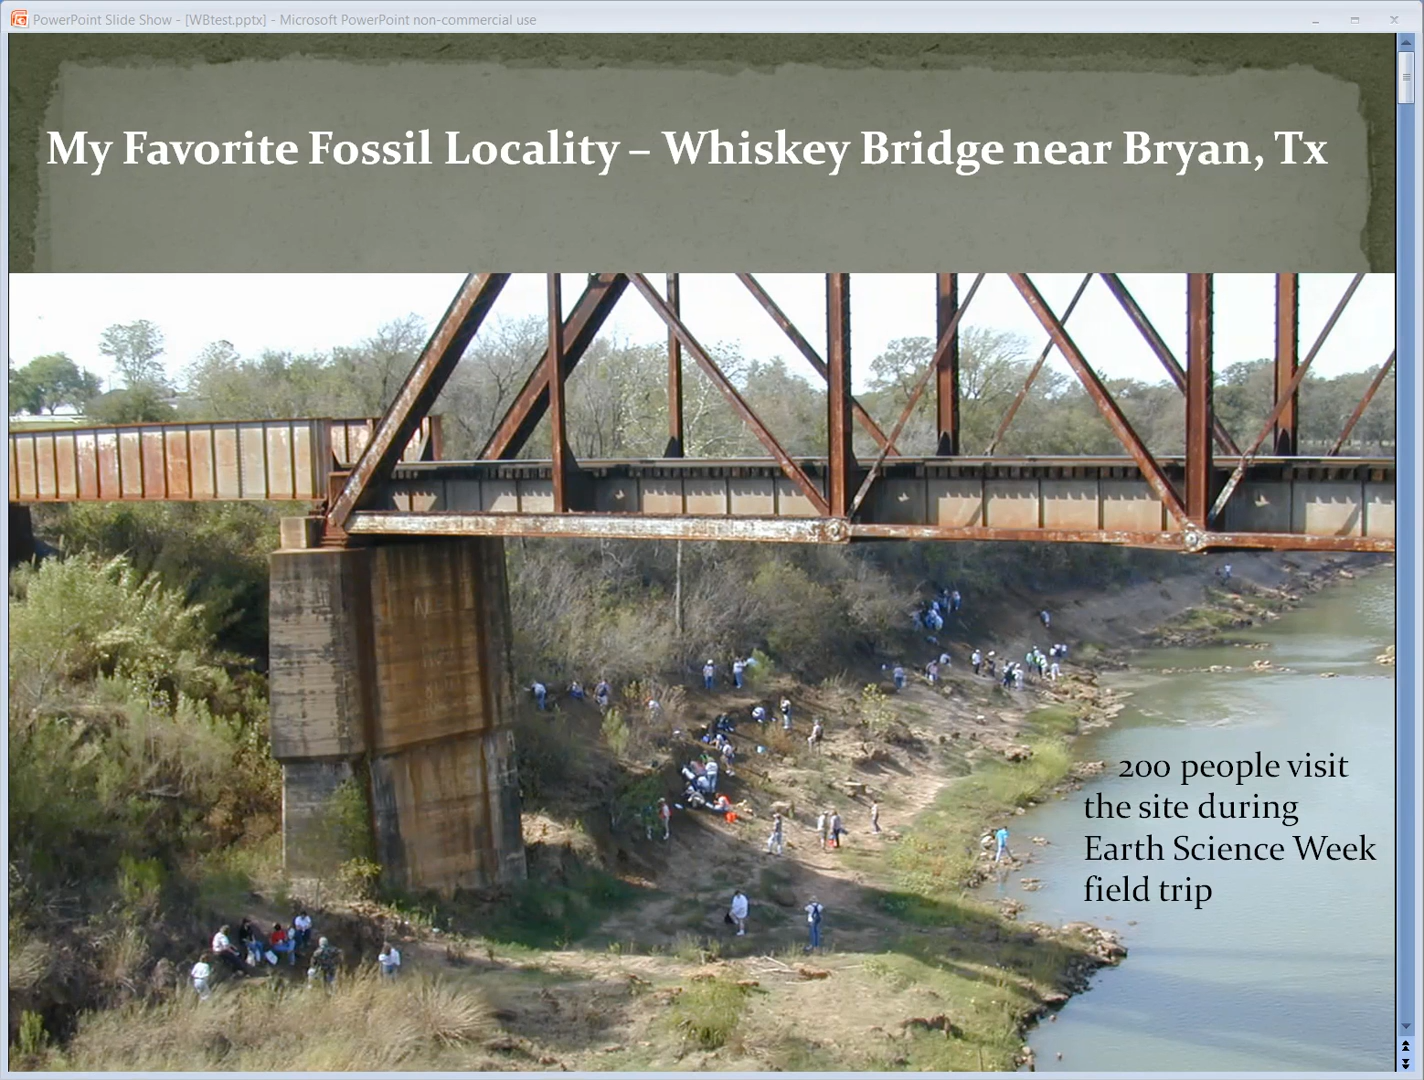 PowerPoint Slide Show - [WBtest.pptx] - Microsoft PowerPoint non-commercial use
My Favorite Fossil Locality – Whiskey Bridge near Bryan, Tx
200 people visit
the site during
Earth Science Week
field trip